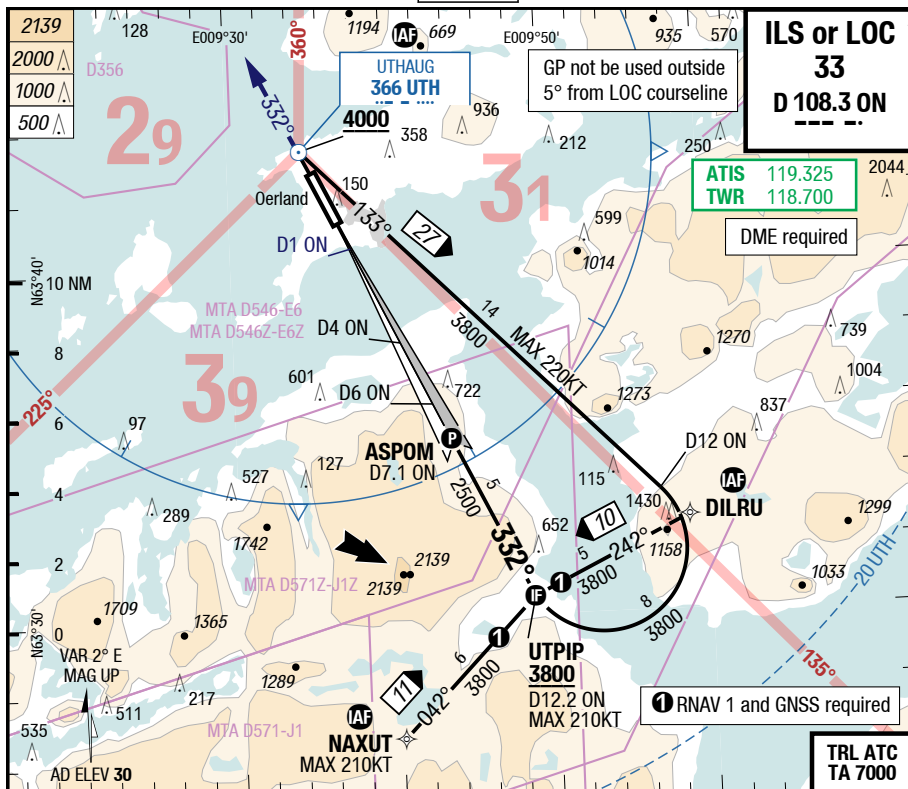 2139
2000
1000
500
128
E009°30'
360°
1194
IAF
669
E009°50'
935
570
ILS or LOC
33
D 108.3 ON
D356
UTHAUG
366 UTH
GP not be used outside
5° from LOC courseline
332°
4000
936
358
212
250
29
31
2044
ATIS 119.325
TWR 118.700
DME required
Oerland
150
133°
27
599
1014
D1 ON
N63°40'
10 NM
14
3800
MTA D546-E6
MTA D546Z-E6Z
D4 ON
MAX 220KT
1270
739
8
39
601
D6 ON
722
1273
1004
225°
6
97
837
ASPOM
D7.1 ON
P
5
2500
D12 ON
527
127
115
IAF
4
289
1430
DILRU
1299
1742
332°
652
10
242°
1158
5
3800
20 UTH
2
2139
2139
MTA D571Z-J1Z
1033
1
IF
8
3800
1709
1365
N63°30'
0
1
UTPIP
3800
D12.2 ON
MAX 210KT
135°
VAR 2° E
MAG UP
6
3800
1289
11
042°
217
511
1 RNAV 1 and GNSS required
535
MTA D571-J1
IAF
NAXUT
MAX 210KT
AD ELEV 30
TRL ATC
TA 7000